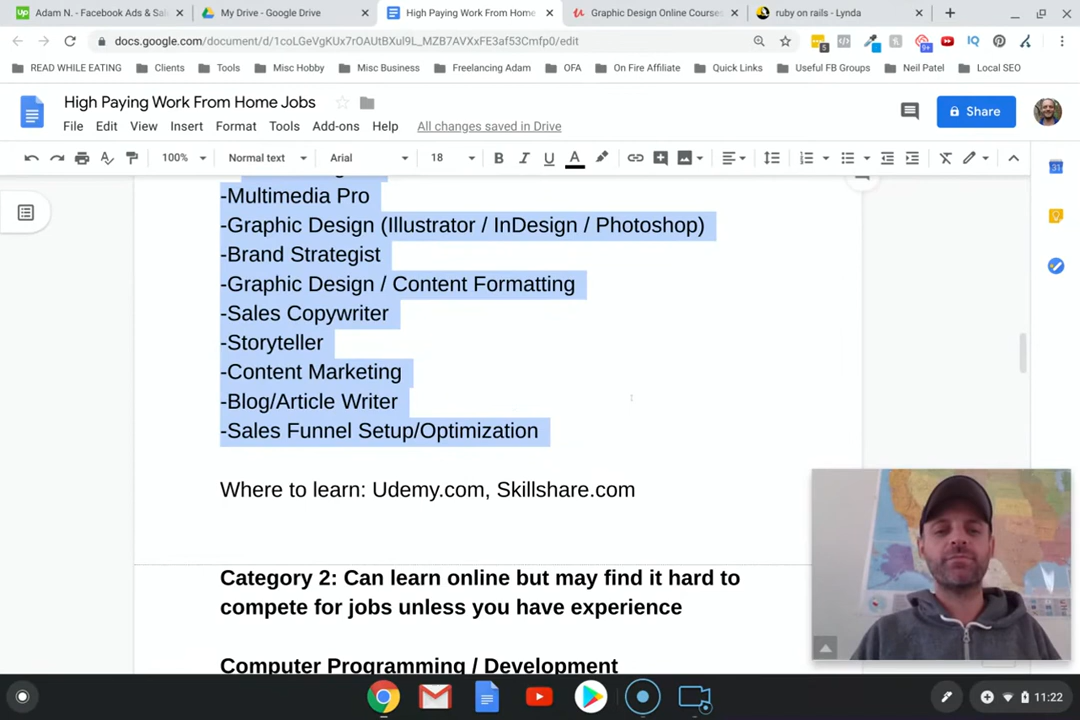 Adam N. - Facebook Ads & Sal
My Drive - Google Drive
High Paying Work From Home
Graphic Design Online Courses
ruby on rails - Lynda
docs.google.com/document/d/1coLGeVgKUx7rOAUtBXul9L_MZB7AVXxFE3af53Cmfp0/edit
5
9+
IQ
READ WHILE EATING
Clients
Tools
Misc Hobby
Misc Business
Freelancing Adam
OFA
On Fire Affiliate
Quick Links
Useful FB Groups
Neil Patel
Local SEO
High Paying Work From Home Jobs
File Edit View Insert Format Tools Add-ons Help All changes saved in Drive
Share
100% Normal text Arial 18 B I U A
31
-Multimedia Pro
-Graphic Design (Illustrator / InDesign / Photoshop)
-Brand Strategist
-Graphic Design / Content Formatting
-Sales Copywriter
-Storyteller
-Content Marketing
-Blog/Article Writer
-Sales Funnel Setup/Optimization
Where to learn: Udemy.com, Skillshare.com
Category 2: Can learn online but may find it hard to
compete for jobs unless you have experience
Computer Programming / Development
11:22